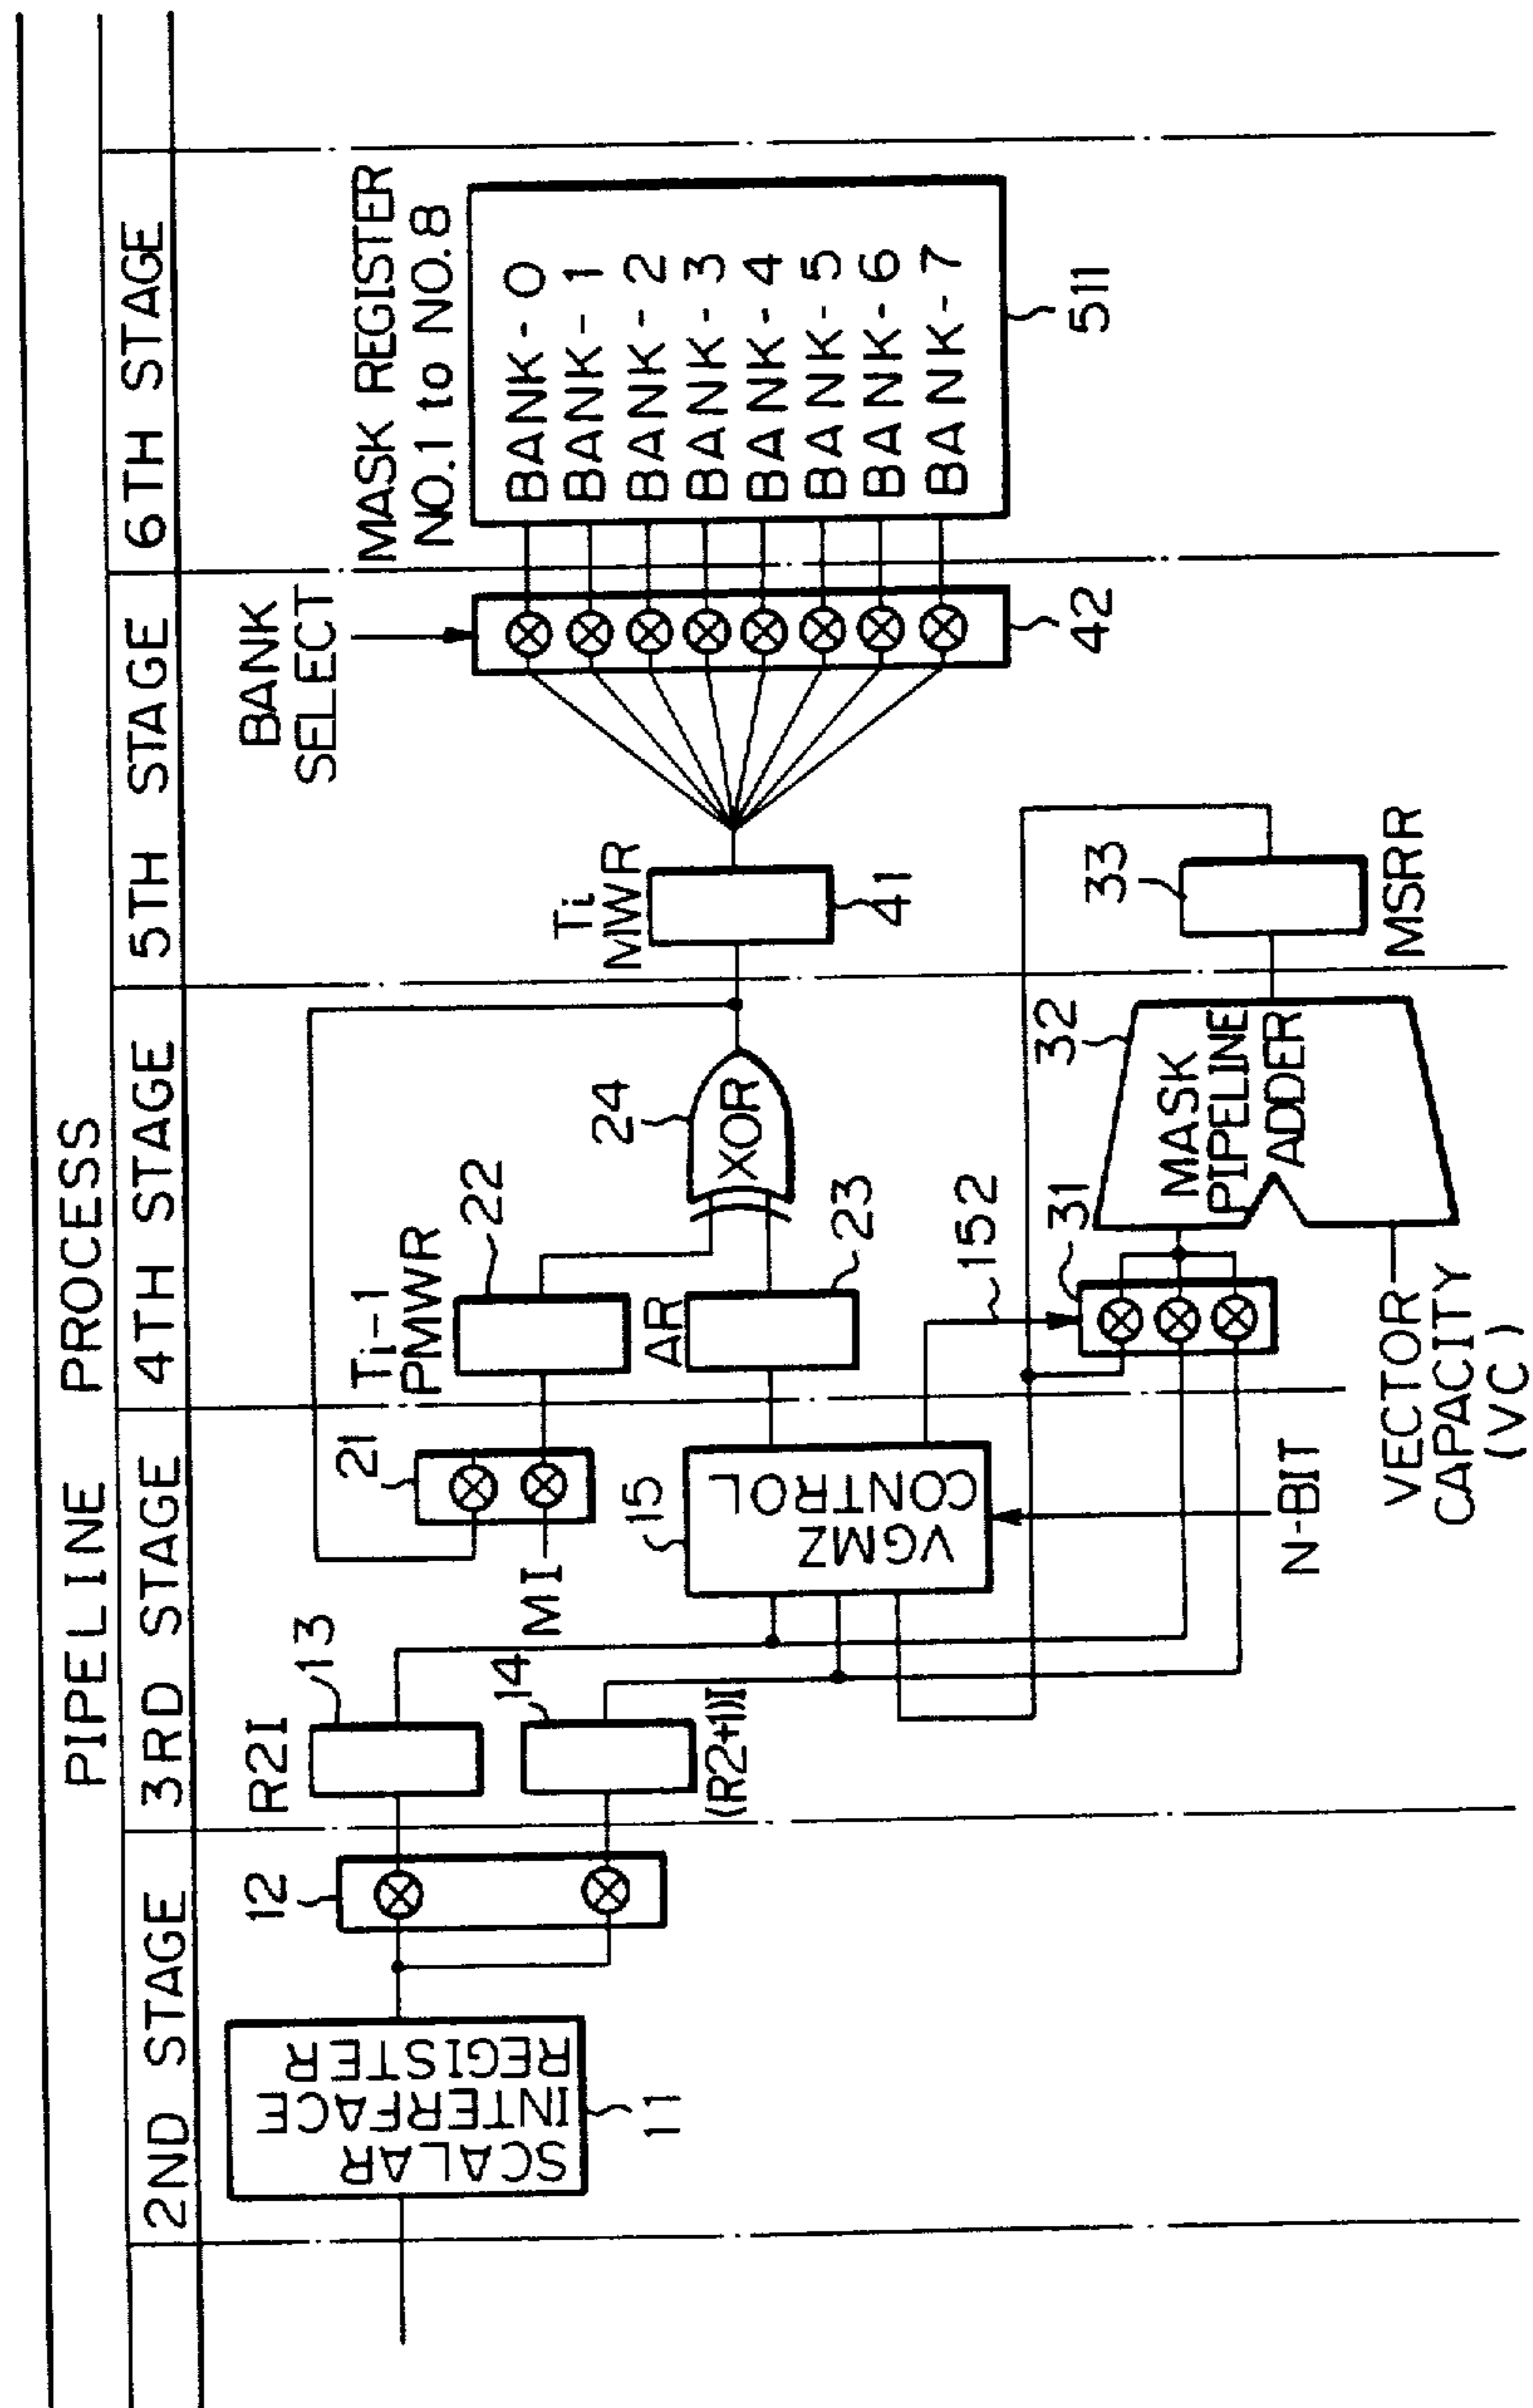 PIPELINE PROCESS
2ND STAGE
3RD STAGE
4TH STAGE
5TH STAGE
6TH STAGE
SCALAR
INTERFACE
REGISTER
11
12
R2I
13
14
(R2+1)I
21
MI
15
VGMZ
CONTROL
N-BIT
Ti-1
PMWR
22
AR
23
24
XOR
152
31
32
MASK
PIPELINE
ADDER
VECTOR
CAPACITY
(VC)
Ti
MWR
41
33
MSRR
BANK
SELECT
42
MASK REGISTER
NO.1 to NO.8
BANK-0
BANK-1
BANK-2
BANK-3
BANK-4
BANK-5
BANK-6
BANK-7
511